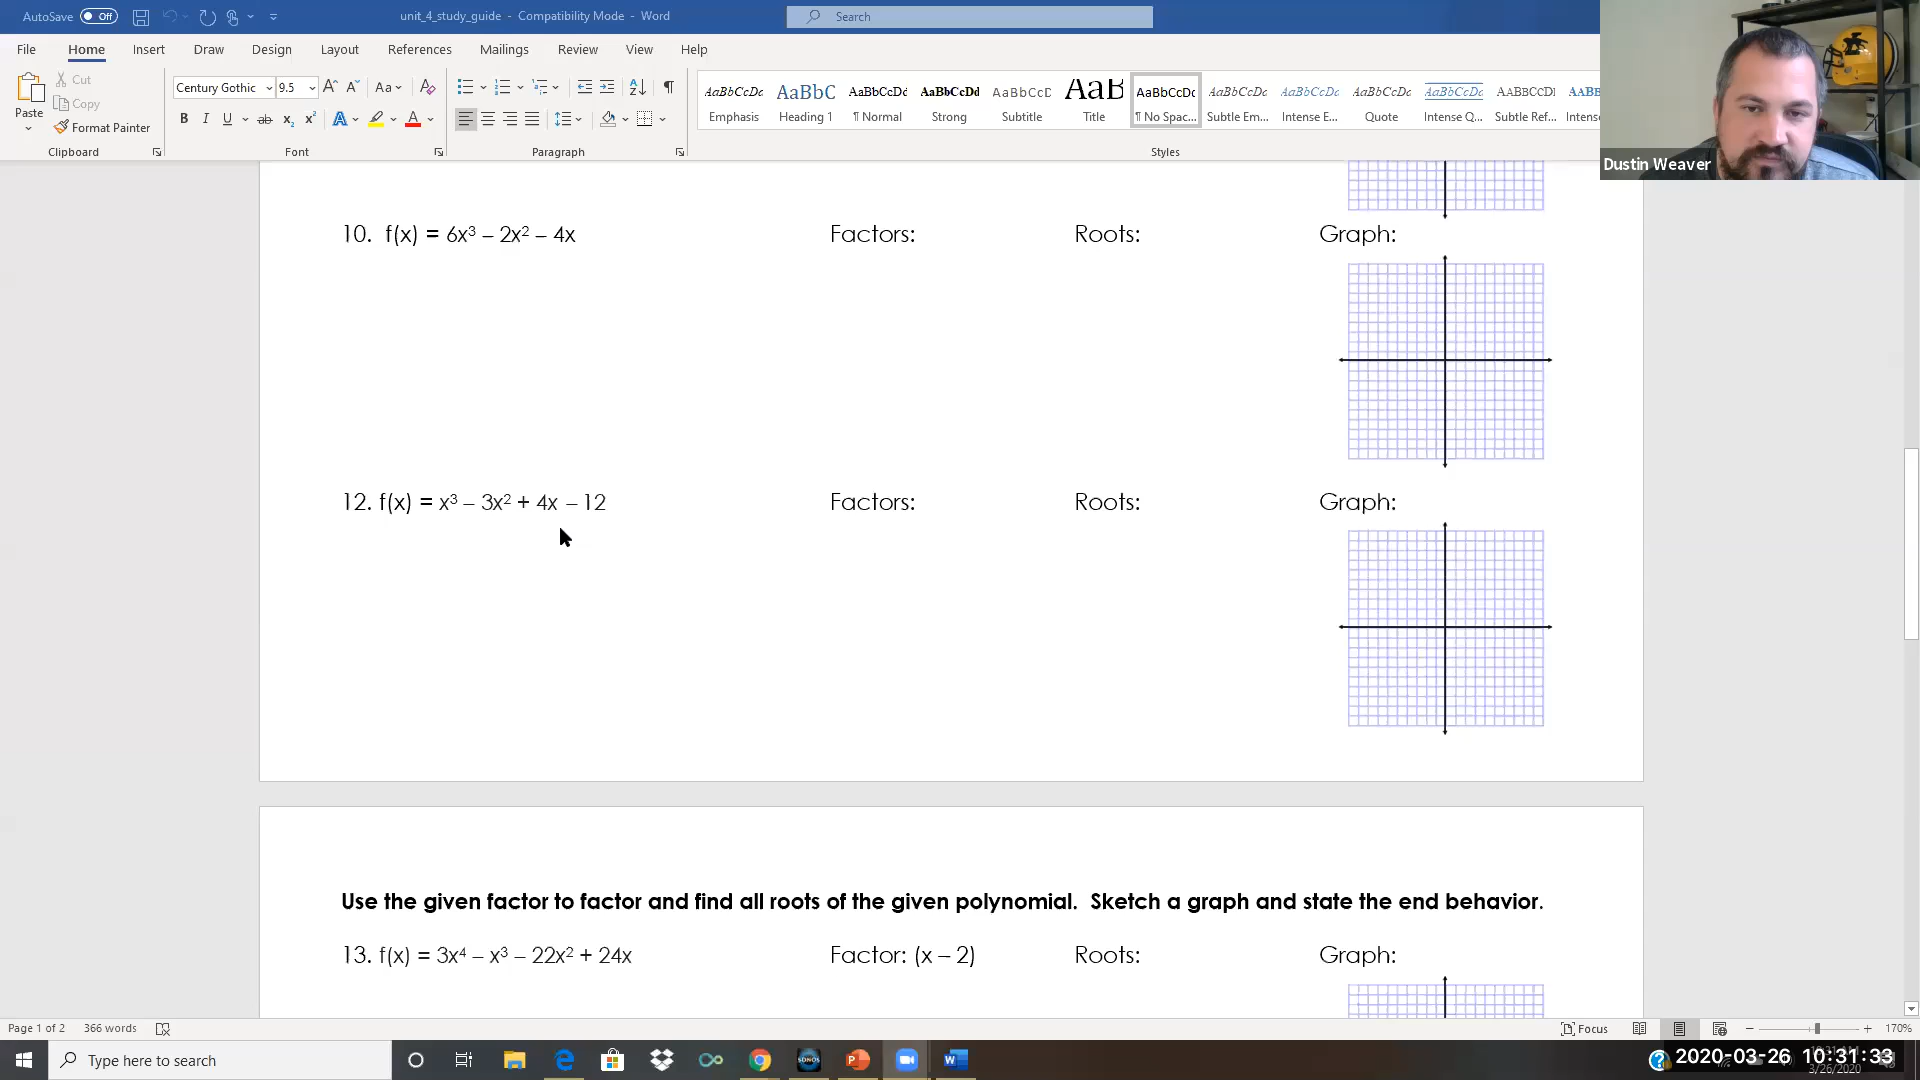 AutoSave Off unit_4_study_guide - Compatibility Mode - Word Search
File Home Insert Draw Design Layout References Mailings Review View Help
Paste Cut Copy Format Painter
Century Gothic 9.5 Aa
AaBbCcDc AaBbC AaBbCcDd AaBbCcDd AaBbCcD AaB AaBbCcDc AaBbCcDc AaBbCcDc AaBbCcDc AaBbCcDc AABBCCDI AABB
Emphasis Heading 1 ¶ Normal Strong Subtitle Title ¶ No Spac... Subtle Em... Intense E... Quote Intense Q... Subtle Ref... Intens
Clipboard Font Paragraph Styles
Dustin Weaver
10. f(x) = 6x³ – 2x² – 4x Factors: Roots: Graph:
12. f(x) = x³ – 3x² + 4x – 12 Factors: Roots: Graph:
Use the given factor to factor and find all roots of the given polynomial. Sketch a graph and state the end behavior.
13. f(x) = 3x⁴ – x³ – 22x² + 24x Factor: (x – 2) Roots: Graph:
Page 1 of 2 366 words Focus 170%
Type here to search
SONOS
2020-03-26 10:31:33
3/26/2020